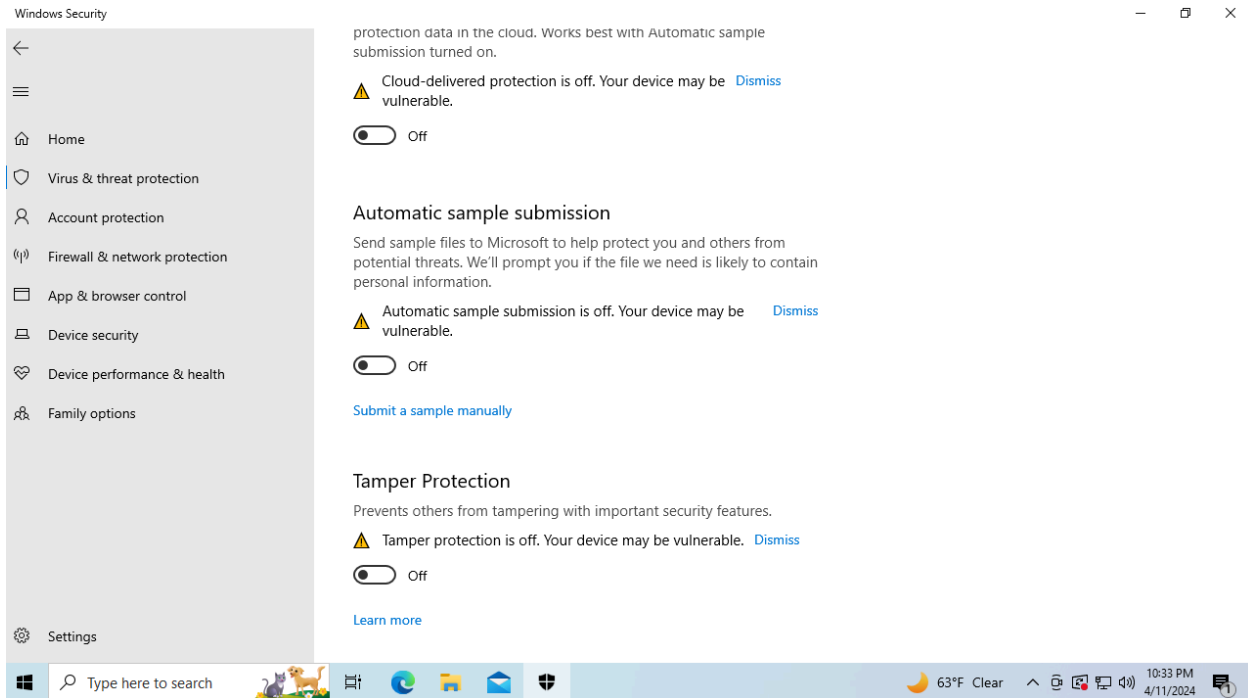 Windows Security
Home
Virus & threat protection
Account protection
Firewall & network protection
App & browser control
Device security
Device performance & health
Family options
Settings
protection data in the cloud. Works best with Automatic sample
submission turned on.
Cloud-delivered protection is off. Your device may be Dismiss
vulnerable.
Off
Automatic sample submission
Send sample files to Microsoft to help protect you and others from
potential threats. We'll prompt you if the file we need is likely to contain
personal information.
Automatic sample submission is off. Your device may be Dismiss
vulnerable.
Off
Submit a sample manually
Tamper Protection
Prevents others from tampering with important security features.
Tamper protection is off. Your device may be vulnerable. Dismiss
Off
Learn more
Type here to search
63°F Clear
10:33 PM
4/11/2024
1